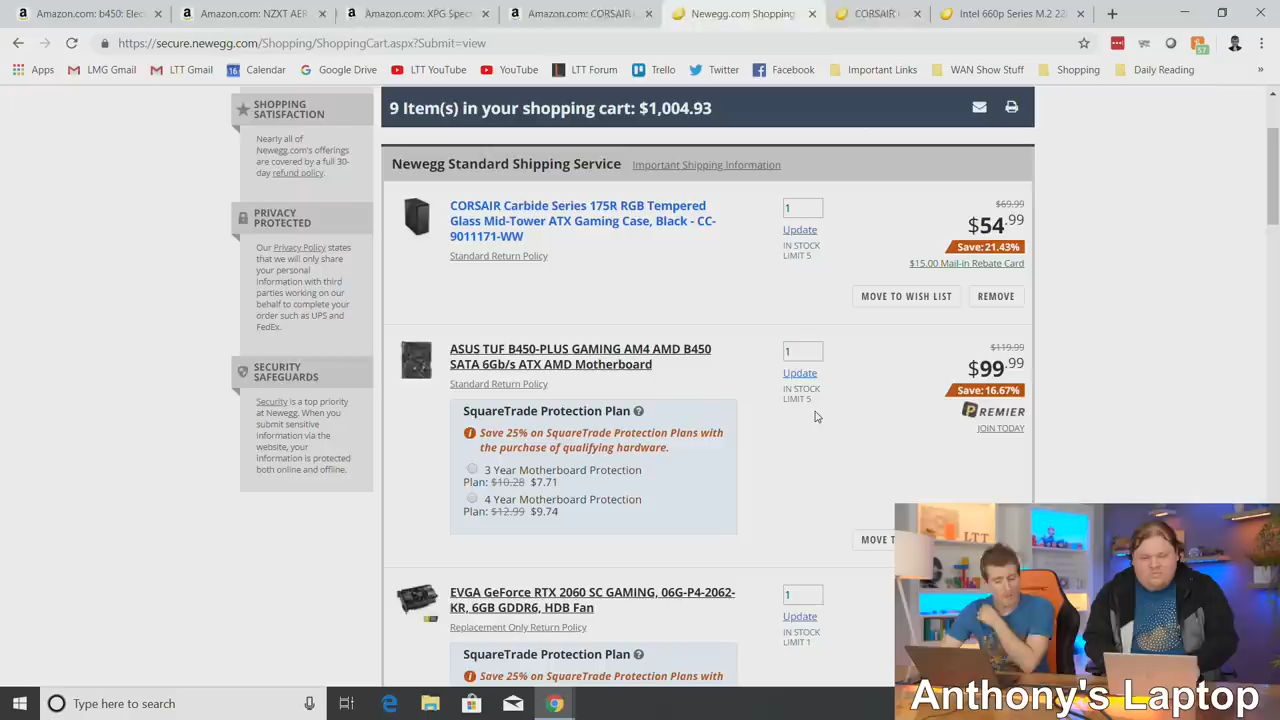 Amazon.com: b450: Elec
Amazon.com: NZXT AER
Amazon.com: XPG Spect
Amazon.com: CORSAIR
Newegg.com Shopping
CORSAIR
Intel 660p Series M.2 22
https://secure.newegg.com/Shopping/ShoppingCart.aspx?Submit=view
57
Apps
LMG Gmail
LTT Gmail
16 Calendar
Google Drive
LTT YouTube
YouTube
LTT Forum
Trello
Twitter
Facebook
Important Links
WAN Show Stuff
Shopping
Daily Reading
»
SHOPPING
SATISFACTION
Nearly all of
Newegg.com's offerings
are covered by a full 30-
day refund policy.
PRIVACY
PROTECTED
Our Privacy Policy states
that we will only share
your personal
information with third
parties working on our
behalf to complete your
order such as UPS and
FedEx.
SECURITY
SAFEGUARDS
Security is a top priority
at Newegg. When you
submit sensitive
information via the
website, your
information is protected
both online and offline.
9 Item(s) in your shopping cart: $1,004.93
Newegg Standard Shipping Service Important Shipping Information
CORSAIR Carbide Series 175R RGB Tempered
Glass Mid-Tower ATX Gaming Case, Black - CC-
9011171-WW
Standard Return Policy
1
Update
IN STOCK
LIMIT 5
$69.99
$54.99
Save: 21.43%
$15.00 Mail-in Rebate Card
MOVE TO WISH LIST
REMOVE
ASUS TUF B450-PLUS GAMING AM4 AMD B450
SATA 6Gb/s ATX AMD Motherboard
Standard Return Policy
1
Update
IN STOCK
LIMIT 5
$119.99
$99.99
Save: 16.67%
PREMIER
JOIN TODAY
SquareTrade Protection Plan ?
Save 25% on SquareTrade Protection Plans with
the purchase of qualifying hardware.
3 Year Motherboard Protection
Plan: $10.28 $7.71
4 Year Motherboard Protection
Plan: $12.99 $9.74
MOVE T
EVGA GeForce RTX 2060 SC GAMING, 06G-P4-2062-
KR, 6GB GDDR6, HDB Fan
Replacement Only Return Policy
1
Update
IN STOCK
LIMIT 1
SquareTrade Protection Plan ?
Save 25% on SquareTrade Protection Plans with
LTT
Anthony's Laptop
Type here to search